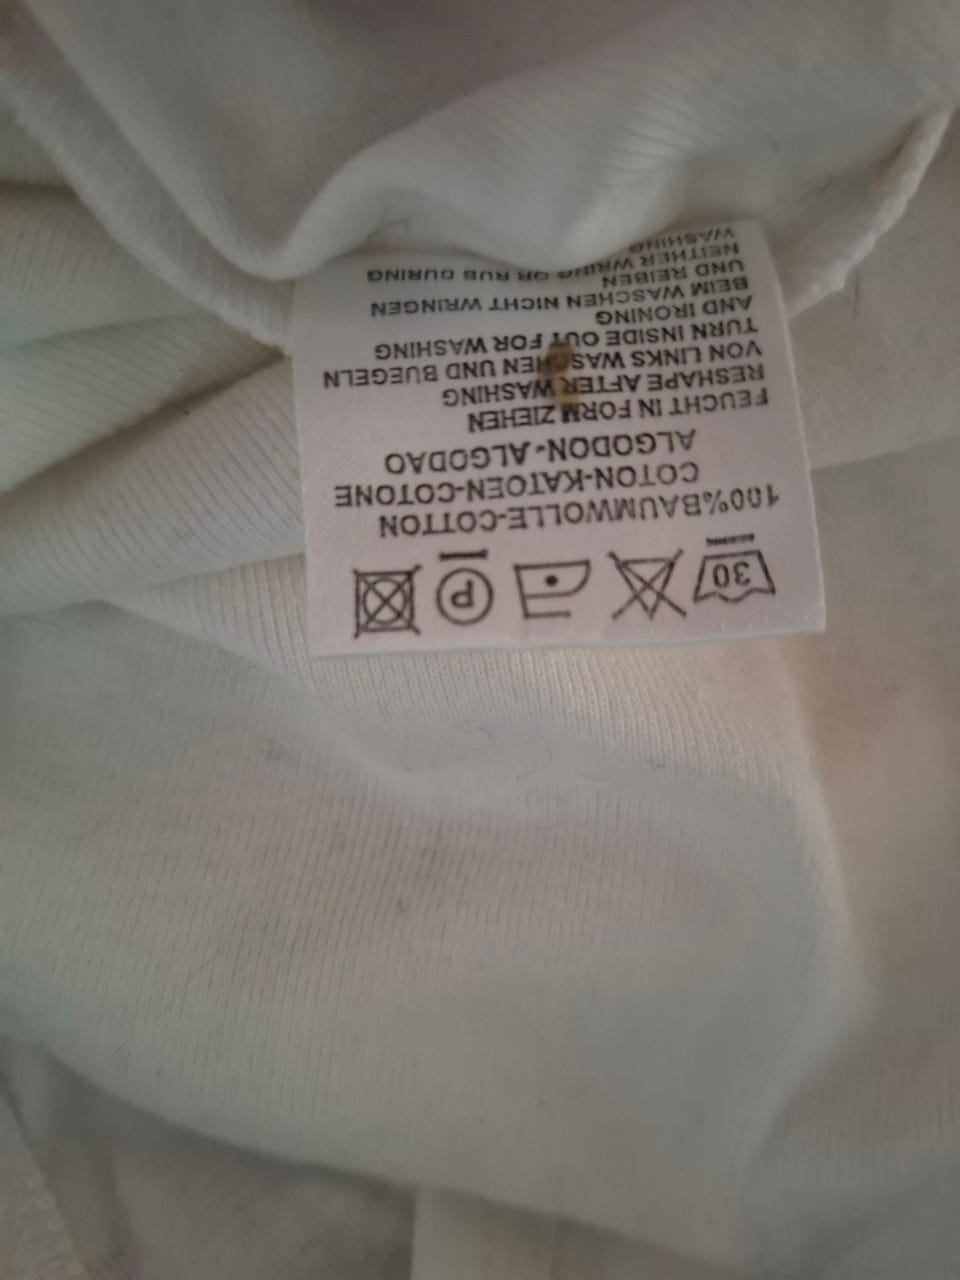 30 P
100%BAUMWOLLE-COTTON
COTON-KATOEN-COTONE
ALGODON-ALGODAO
FEUCHT IN FORM ZIEHEN
RESHAPE AFTER WASHING
VON LINKS WASCHEN UND BUEGELN
TURN INSIDE OUT FOR WASHING
AND IRONING
BEIM WASCHEN NICHT WRINGEN
UND REIBEN
NEITHER WRING OR RUB DURING
WASHING